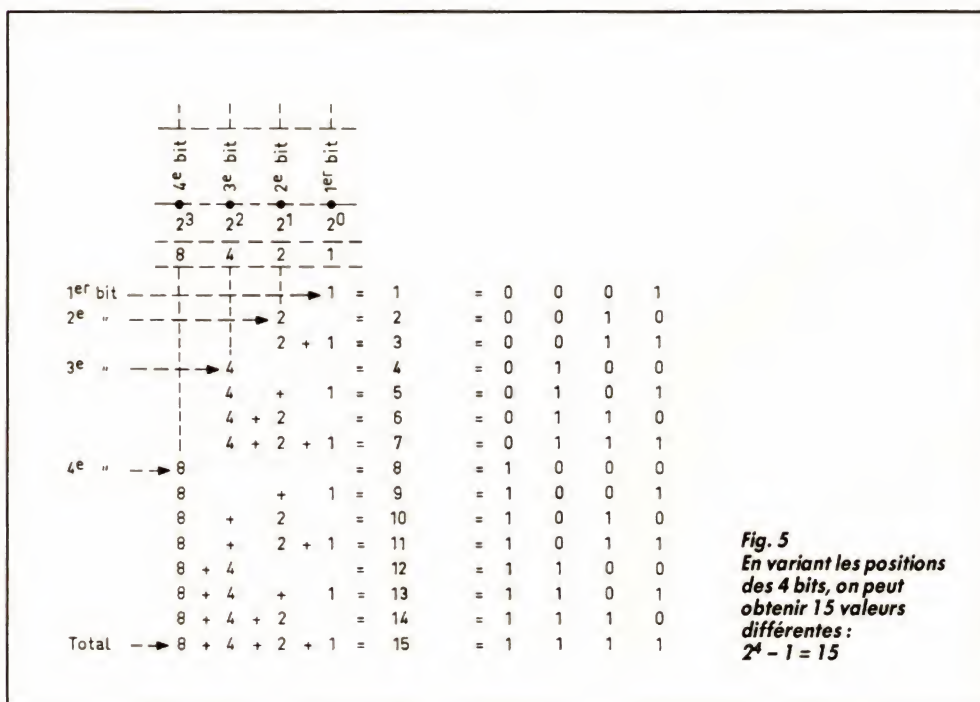 4e bit 3e bit 2e bit 1er bit
2³ 2² 2¹ 2⁰
8 4 2 1
1er bit 1 = 1 = 0 0 0 1
2e " 2 = 2 = 0 0 1 0
2 + 1 = 3 = 0 0 1 1
3e " 4 = 4 = 0 1 0 0
4 + 1 = 5 = 0 1 0 1
4 + 2 = 6 = 0 1 1 0
4 + 2 + 1 = 7 = 0 1 1 1
4e " 8 = 8 = 1 0 0 0
8 + 1 = 9 = 1 0 0 1
8 + 2 = 10 = 1 0 1 0
8 + 2 + 1 = 11 = 1 0 1 1
8 + 4 = 12 = 1 1 0 0
8 + 4 + 1 = 13 = 1 1 0 1
8 + 4 + 2 = 14 = 1 1 1 0
Total 8 + 4 + 2 + 1 = 15 = 1 1 1 1
Fig. 5
En variant les positions
des 4 bits, on peut
obtenir 15 valeurs
différentes :
2⁴ – 1 = 15